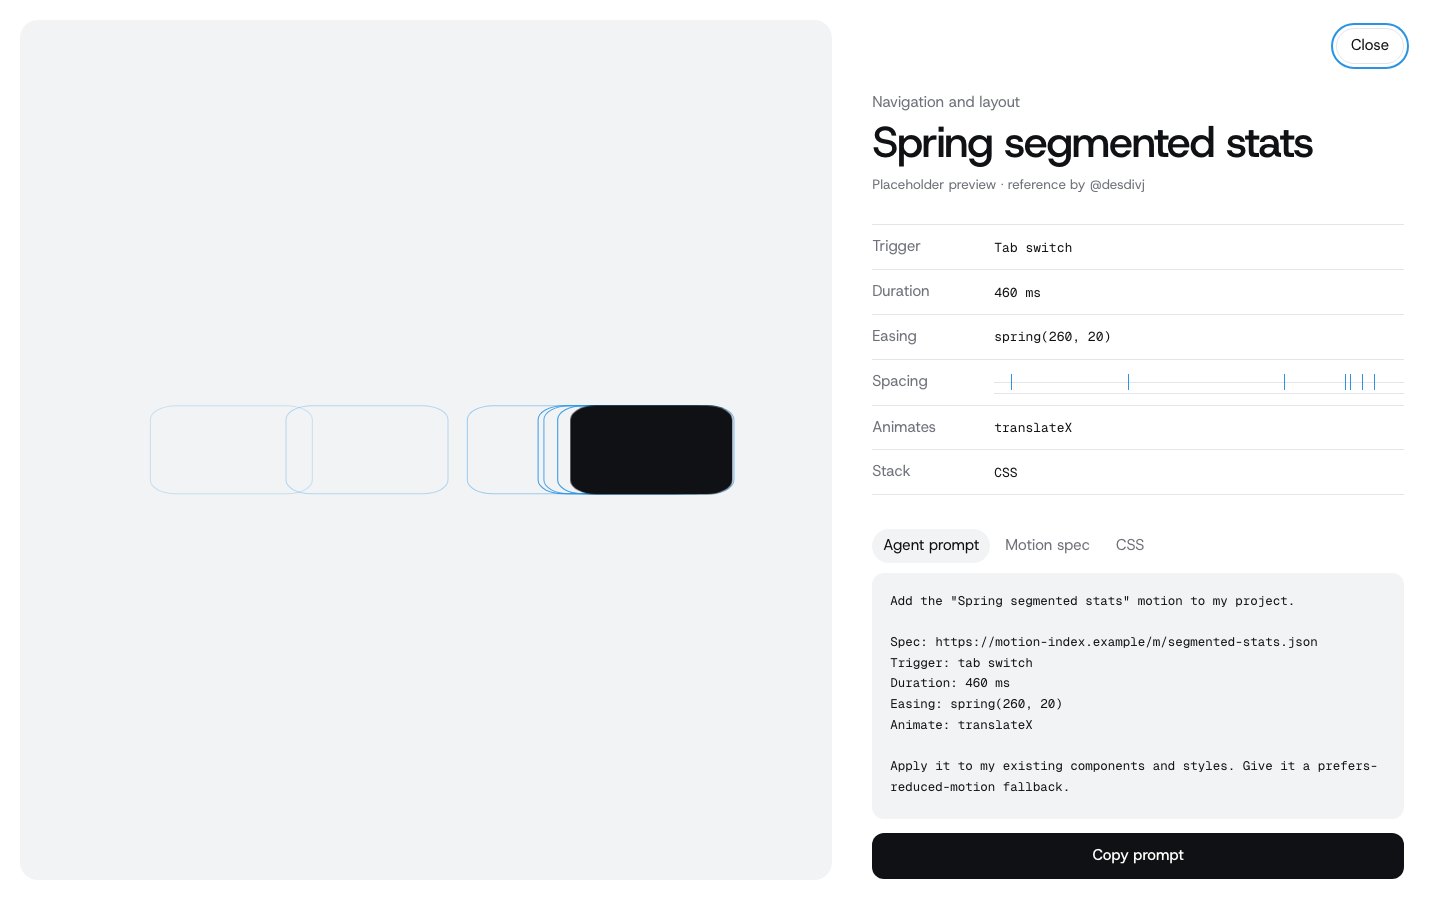 Close
Navigation and layout
Spring segmented stats
Placeholder preview · reference by @desdivj
Trigger Tab switch
Duration 460 ms
Easing spring(260, 20)
Spacing
Animates translateX
Stack CSS
Agent prompt Motion spec CSS
Add the "Spring segmented stats" motion to my project.
Spec: https://motion-index.example/m/segmented-stats.json
Trigger: tab switch
Duration: 460 ms
Easing: spring(260, 20)
Animate: translateX
Apply it to my existing components and styles. Give it a prefers-
reduced-motion fallback.
Copy prompt